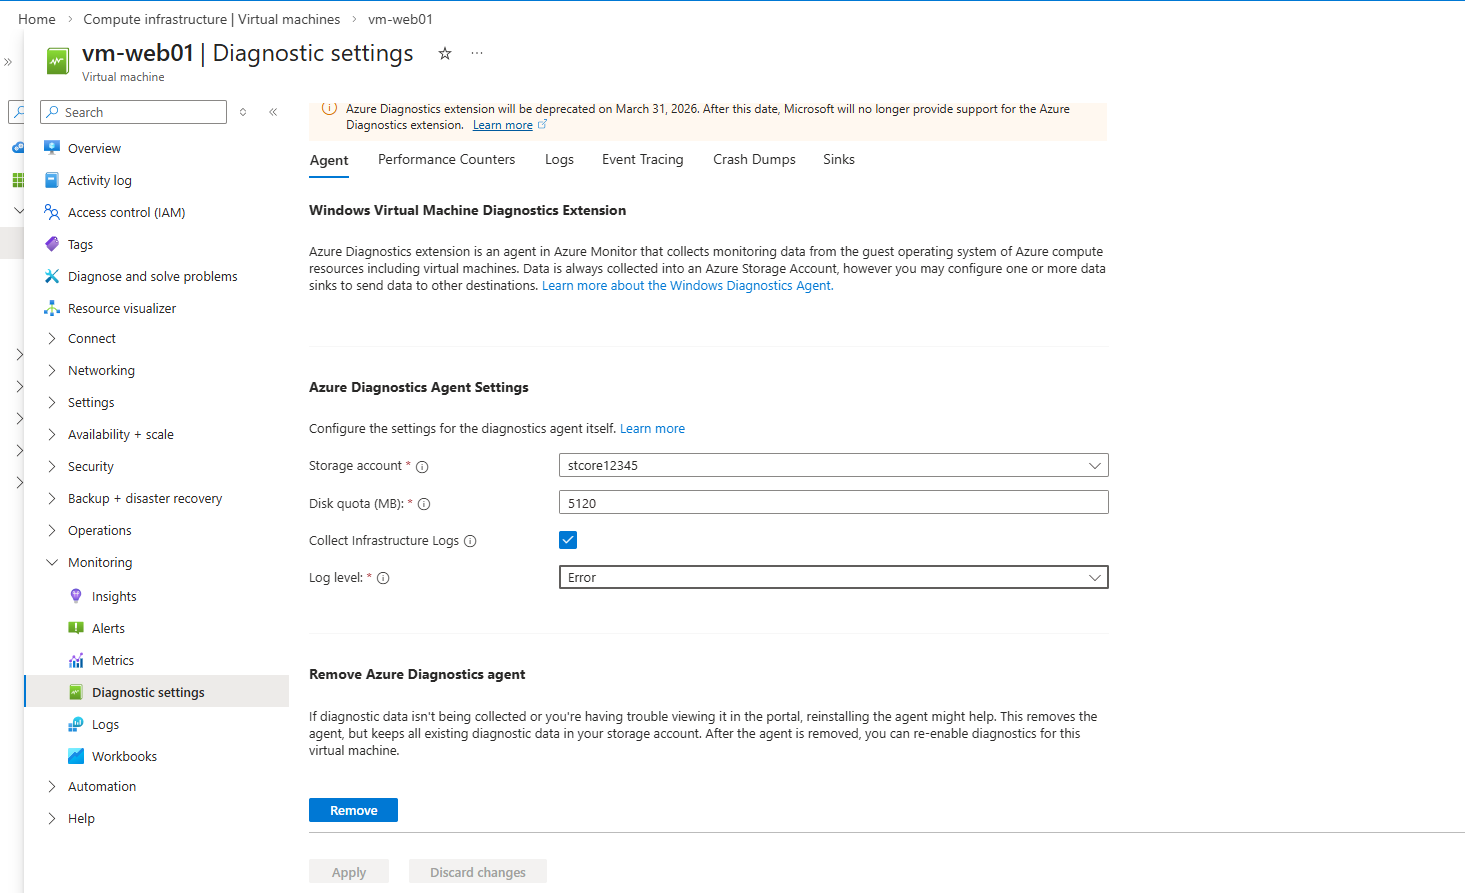 Home > Compute infrastructure | Virtual machines > vm-web01
vm-web01 | Diagnostic settings
Virtual machine
Search
Overview
Activity log
Access control (IAM)
Tags
Diagnose and solve problems
Resource visualizer
Connect
Networking
Settings
Availability + scale
Security
Backup + disaster recovery
Operations
Monitoring
Insights
Alerts
Metrics
Diagnostic settings
Logs
Workbooks
Automation
Help
Azure Diagnostics extension will be deprecated on March 31, 2026. After this date, Microsoft will no longer provide support for the Azure
Diagnostics extension. Learn more
Agent Performance Counters Logs Event Tracing Crash Dumps Sinks
Windows Virtual Machine Diagnostics Extension
Azure Diagnostics extension is an agent in Azure Monitor that collects monitoring data from the guest operating system of Azure compute
resources including virtual machines. Data is always collected into an Azure Storage Account, however you may configure one or more data
sinks to send data to other destinations. Learn more about the Windows Diagnostics Agent.
Azure Diagnostics Agent Settings
Configure the settings for the diagnostics agent itself. Learn more
Storage account * stcore12345
Disk quota (MB): * 5120
Collect Infrastructure Logs
Log level: * Error
Remove Azure Diagnostics agent
If diagnostic data isn't being collected or you're having trouble viewing it in the portal, reinstalling the agent might help. This removes the
agent, but keeps all existing diagnostic data in your storage account. After the agent is removed, you can re-enable diagnostics for this
virtual machine.
Remove
Apply Discard changes